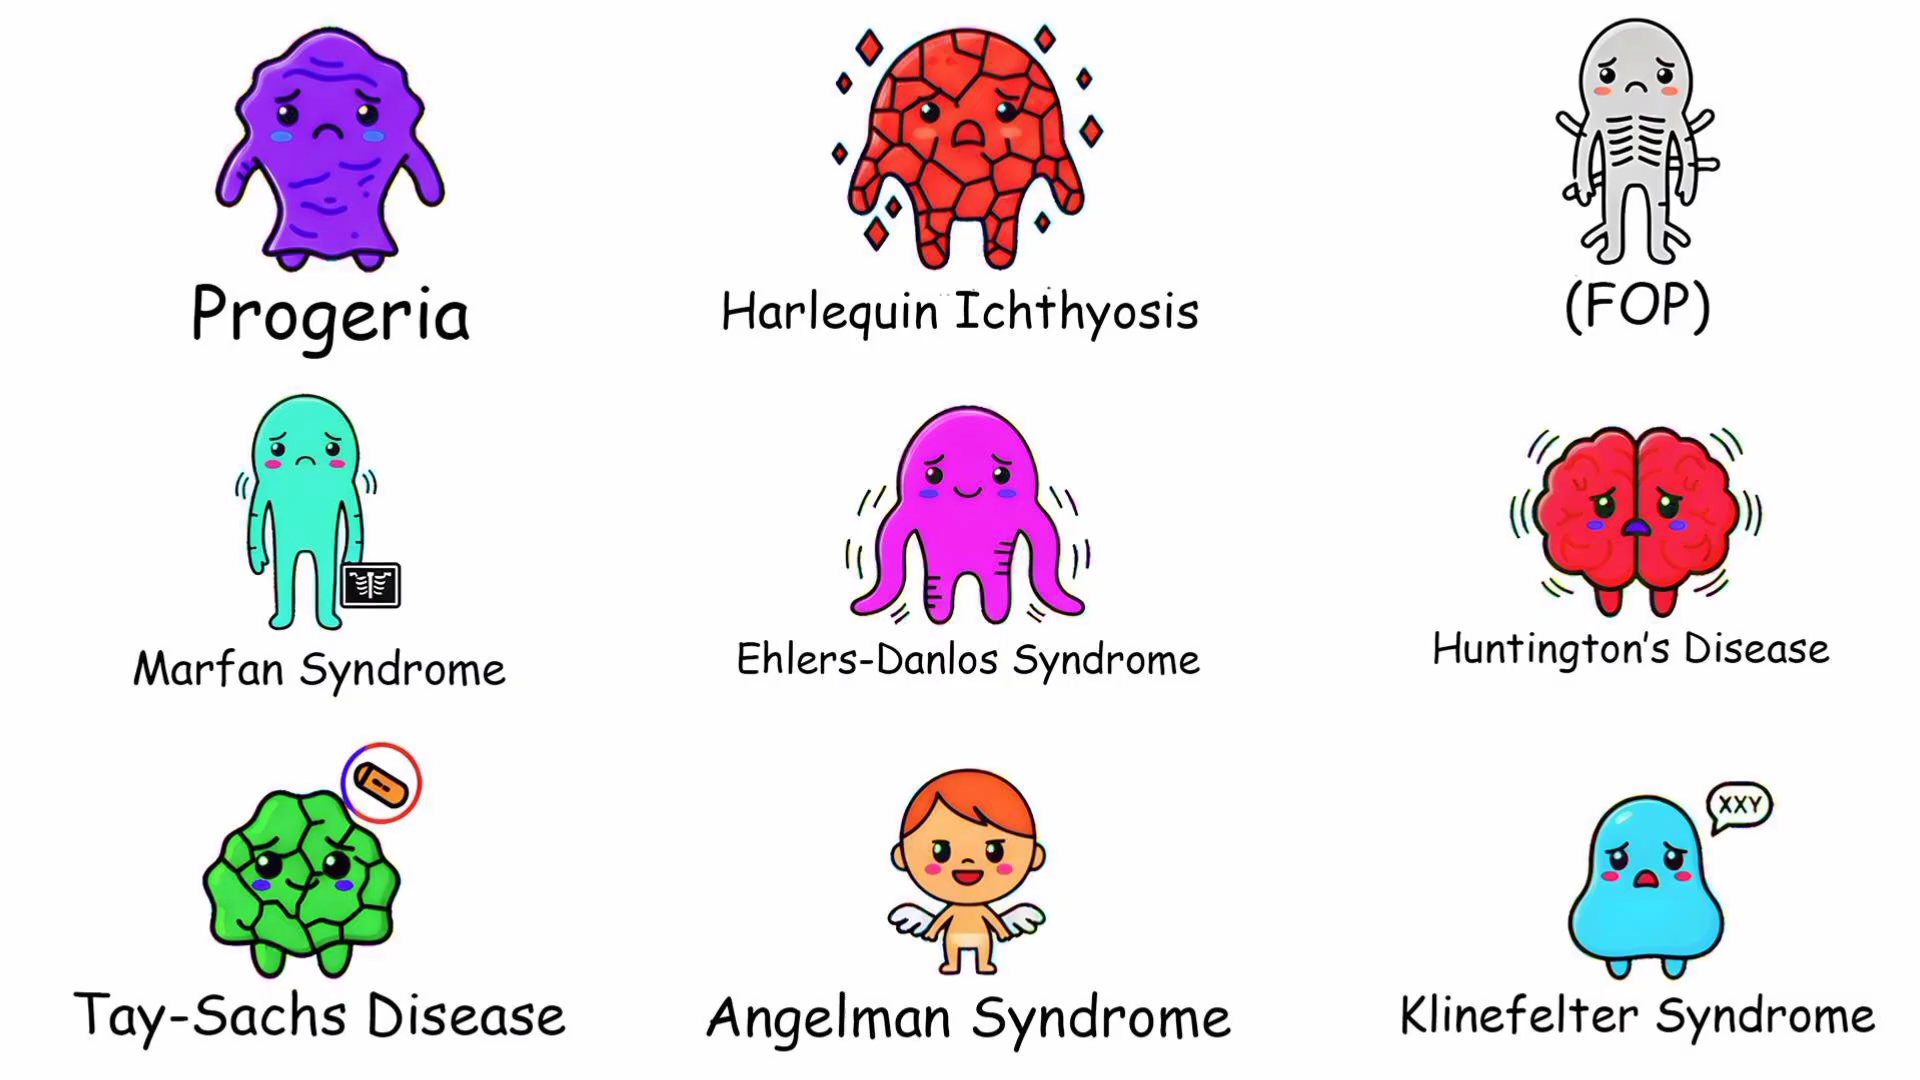 Progeria
Harlequin Ichthyosis
(FOP)
Marfan Syndrome
Ehlers-Danlos Syndrome
Huntington's Disease
XXY
Tay-Sachs Disease
Angelman Syndrome
Klinefelter Syndrome